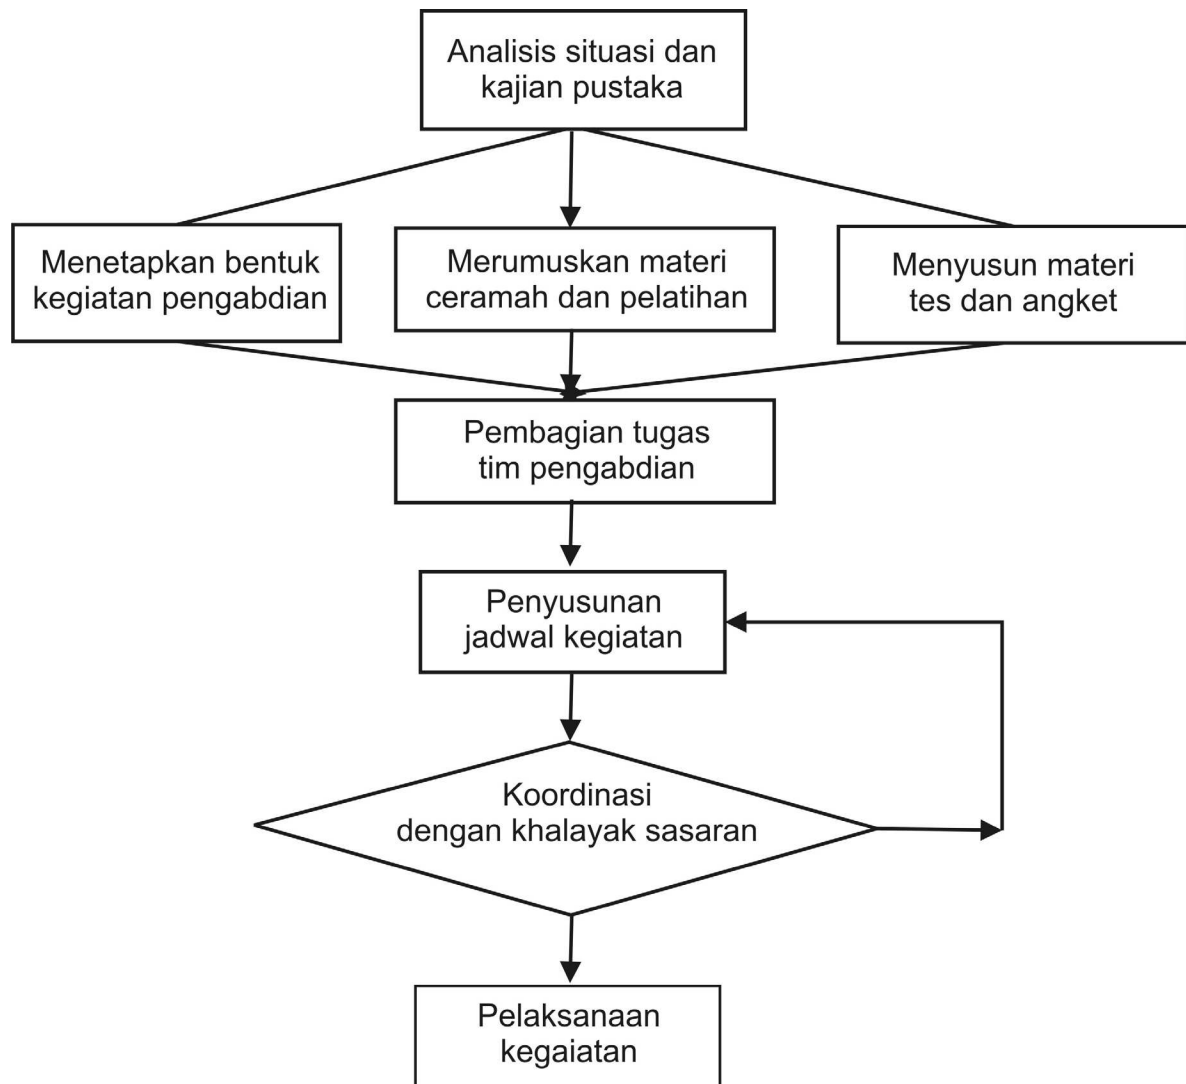 Analisis situasi dan
kajian pustaka
Menetapkan bentuk
kegiatan pengabdian
Merumuskan materi
ceramah dan pelatihan
Menyusun materi
tes dan angket
Pembagian tugas
tim pengabdian
Penyusunan
jadwal kegiatan
Koordinasi
dengan khalayak sasaran
Pelaksanaan
kegaiatan